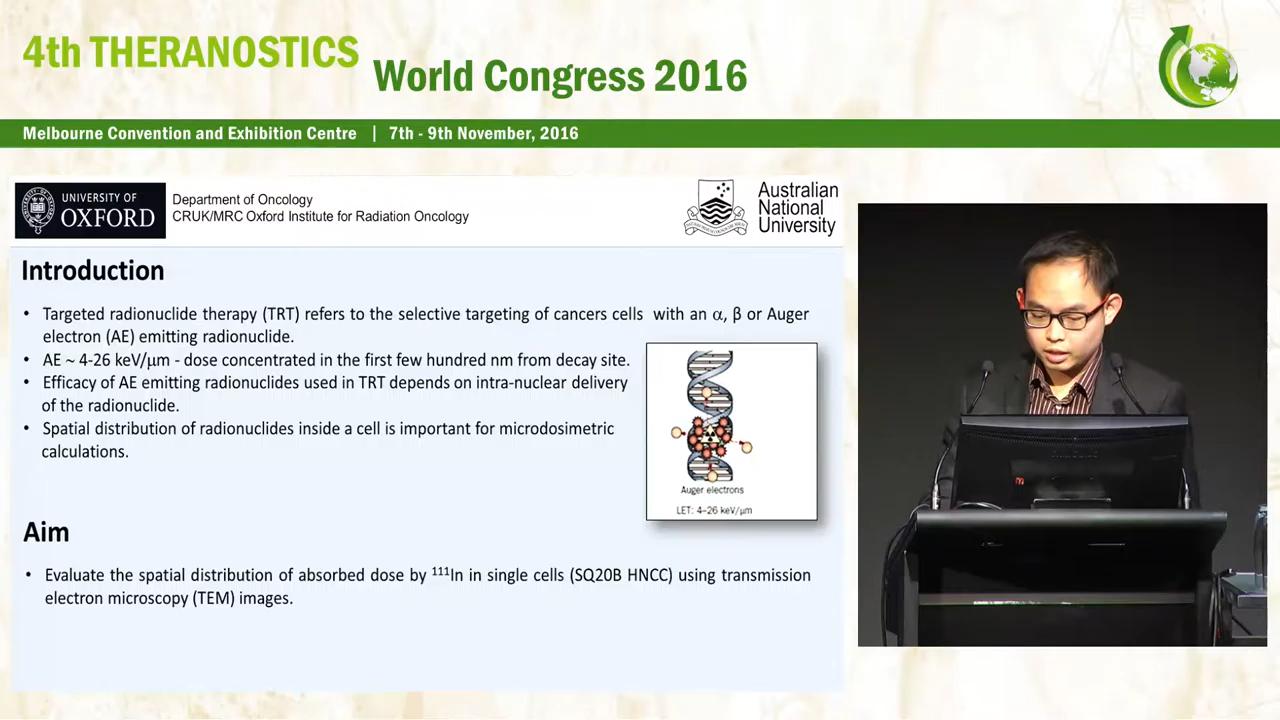 4th THERANOSTICS
World Congress 2016
Melbourne Convention and Exhibition Centre | 7th - 9th November, 2016
UNIVERSITY OF
OXFORD
Department of Oncology
CRUK/MRC Oxford Institute for Radiation Oncology
Australian
National
University
Introduction
• Targeted radionuclide therapy (TRT) refers to the selective targeting of cancers cells with an α, β or Auger
electron (AE) emitting radionuclide.
• AE ~ 4-26 keV/µm - dose concentrated in the first few hundred nm from decay site.
• Efficacy of AE emitting radionuclides used in TRT depends on intra-nuclear delivery
of the radionuclide.
• Spatial distribution of radionuclides inside a cell is important for microdosimetric
calculations.
Auger electrons
LET: 4–26 keV/µm
Aim
• Evaluate the spatial distribution of absorbed dose by ¹¹¹In in single cells (SQ20B HNCC) using transmission
electron microscopy (TEM) images.